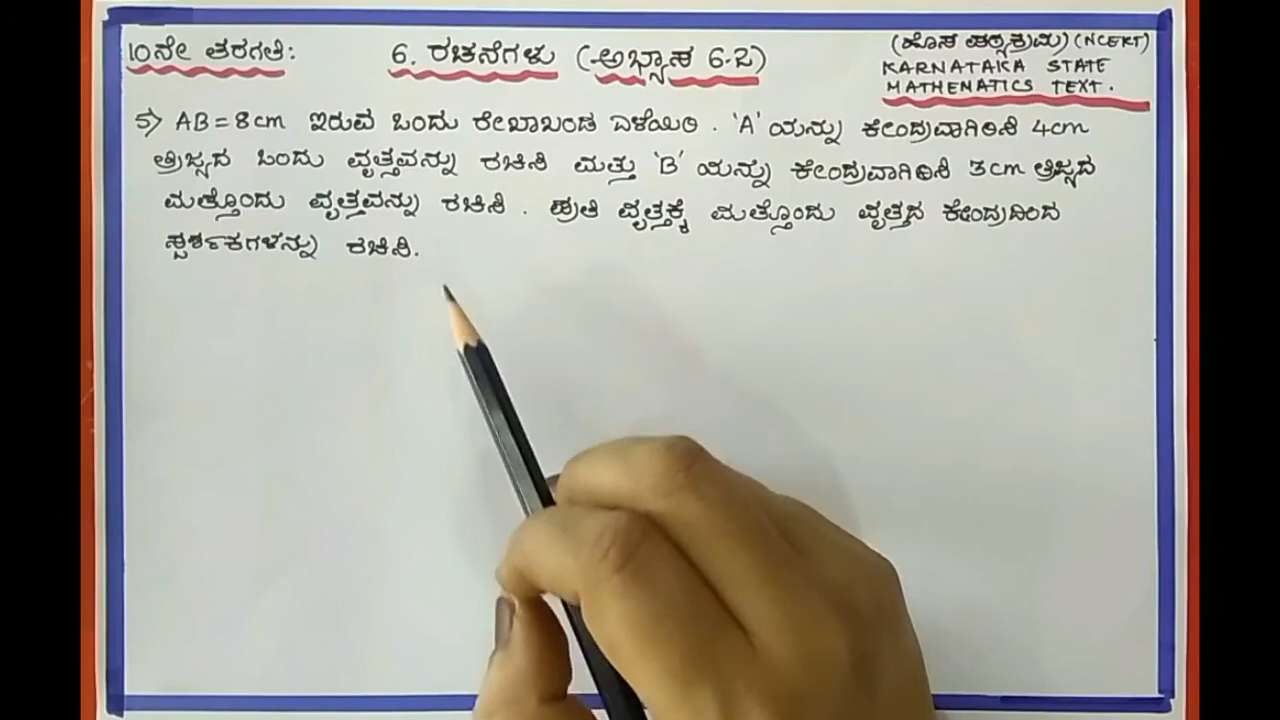 10ನೇ ತರಗತಿ:
6. ರಚನೆಗಳು (ಅಭ್ಯಾಸ 6.2)
(ಹೊಸ ಪಠ್ಯಕ್ರಮ) (NCERT)
KARNATAKA STATE
MATHENATICS TEXT.
5) AB = 8cm ಇರುವ ಒಂದು ರೇಖಾಖಂಡ ಎಳೆಯಿರಿ. 'A' ಯನ್ನು ಕೇಂದ್ರವಾಗಿರಿಸಿ 4cm
ತ್ರಿಜ್ಯದ ಒಂದು ವೃತ್ತವನ್ನು ರಚಿಸಿ ಮತ್ತು 'B' ಯನ್ನು ಕೇಂದ್ರವಾಗಿರಿಸಿ 3cm ತ್ರಿಜ್ಯದ
ಮತ್ತೊಂದು ವೃತ್ತವನ್ನು ರಚಿಸಿ. ಪ್ರತಿ ವೃತ್ತಕ್ಕೆ ಮತ್ತೊಂದು ವೃತ್ತದ ಕೇಂದ್ರದಿಂದ
ಸ್ಪರ್ಶಕಗಳನ್ನು ರಚಿಸಿ.